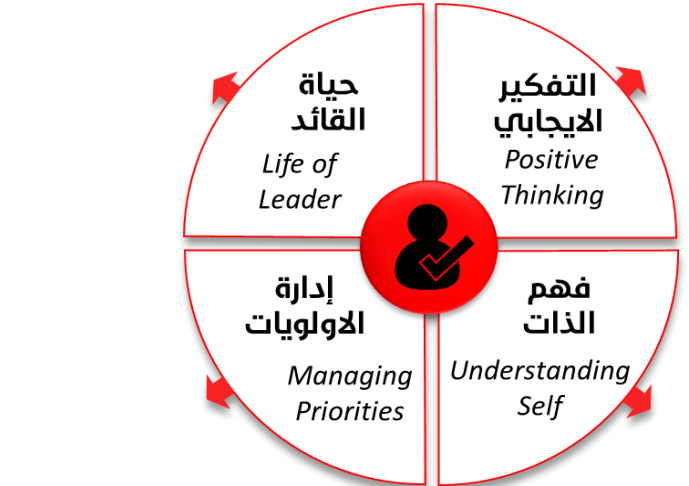 حياة
القائد
Life of
Leader
التفكير
الايجابي
Positive
Thinking
إدارة
الاولويات
Managing
Priorities
فهم
الذات
Understanding
Self